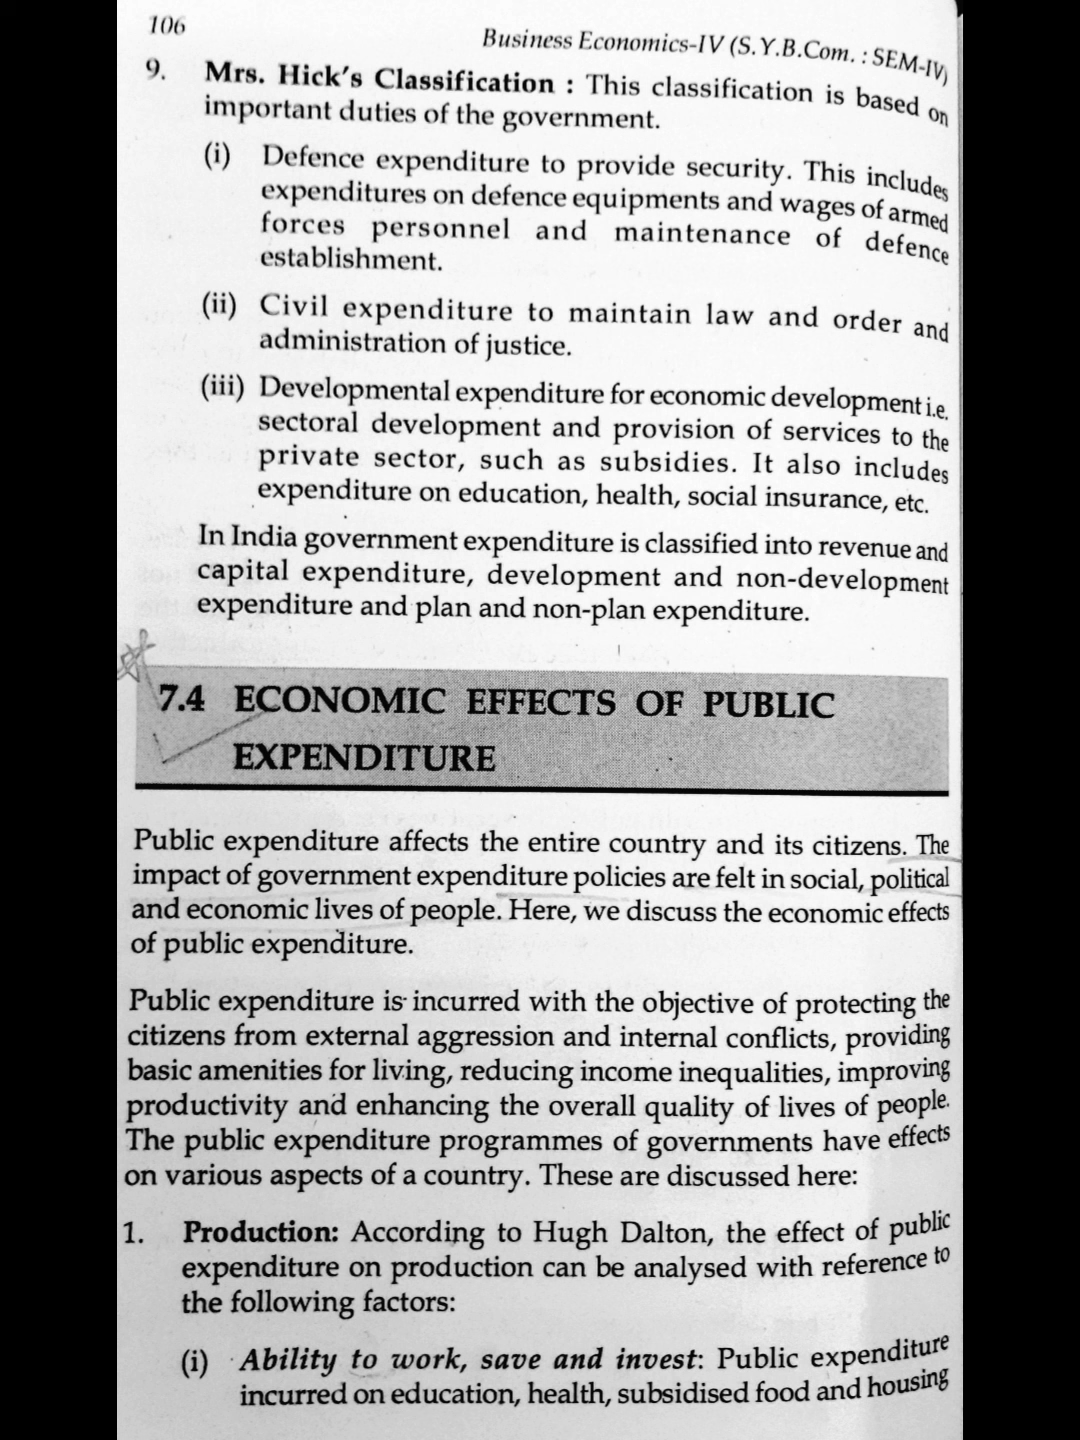 106
Business Economics-IV (S.Y.B.Com. : SEM-IV)
9. Mrs. Hick's Classification : This classification is based on
important duties of the government.
(i) Defence expenditure to provide security. This includes
expenditures on defence equipments and wages of armed
forces personnel and maintenance of defence
establishment.
(ii) Civil expenditure to maintain law and order and
administration of justice.
(iii) Developmental expenditure for economic development i.e.
sectoral development and provision of services to the
private sector, such as subsidies. It also includes
expenditure on education, health, social insurance, etc.
In India government expenditure is classified into revenue and
capital expenditure, development and non-development
expenditure and plan and non-plan expenditure.
7.4 ECONOMIC EFFECTS OF PUBLIC
EXPENDITURE
Public expenditure affects the entire country and its citizens. The
impact of government expenditure policies are felt in social, political
and economic lives of people. Here, we discuss the economic effects
of public expenditure.
Public expenditure is incurred with the objective of protecting the
citizens from external aggression and internal conflicts, providing
basic amenities for living, reducing income inequalities, improving
productivity and enhancing the overall quality of lives of people.
The public expenditure programmes of governments have effects
on various aspects of a country. These are discussed here:
1. Production: According to Hugh Dalton, the effect of public
expenditure on production can be analysed with reference to
the following factors:
(i) Ability to work, save and invest: Public expenditure
incurred on education, health, subsidised food and housing